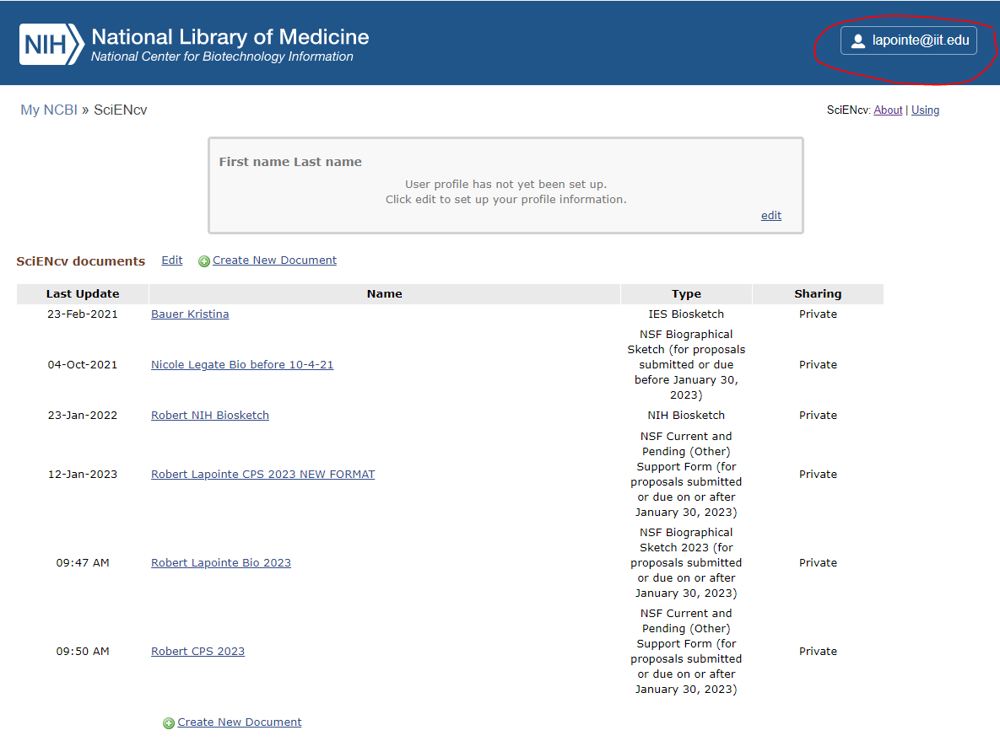 NIH National Library of Medicine
National Center for Biotechnology Information
lapointe@iit.edu
My NCBI » SciENcv
SciENcv: About | Using
First name Last name
User profile has not yet been set up.
Click edit to set up your profile information.
edit
SciENcv documents Edit Create New Document
Last Update Name Type Sharing
23-Feb-2021 Bauer Kristina IES Biosketch Private
04-Oct-2021 Nicole Legate Bio before 10-4-21 NSF Biographical
Sketch (for proposals
submitted or due
before January 30,
2023) Private
23-Jan-2022 Robert NIH Biosketch NIH Biosketch Private
12-Jan-2023 Robert Lapointe CPS 2023 NEW FORMAT NSF Current and
Pending (Other)
Support Form (for
proposals submitted
or due on or after
January 30, 2023) Private
09:47 AM Robert Lapointe Bio 2023 NSF Biographical
Sketch 2023 (for
proposals submitted
or due on or after
January 30, 2023) Private
09:50 AM Robert CPS 2023 NSF Current and
Pending (Other)
Support Form (for
proposals submitted
or due on or after
January 30, 2023) Private
Create New Document